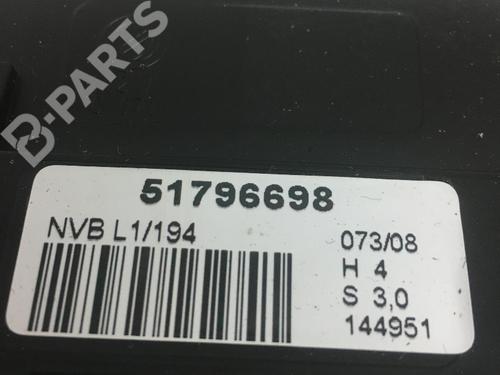 B-PARTS
51796698
NVB L1/194
073/08
H 4
S 3,0
144951